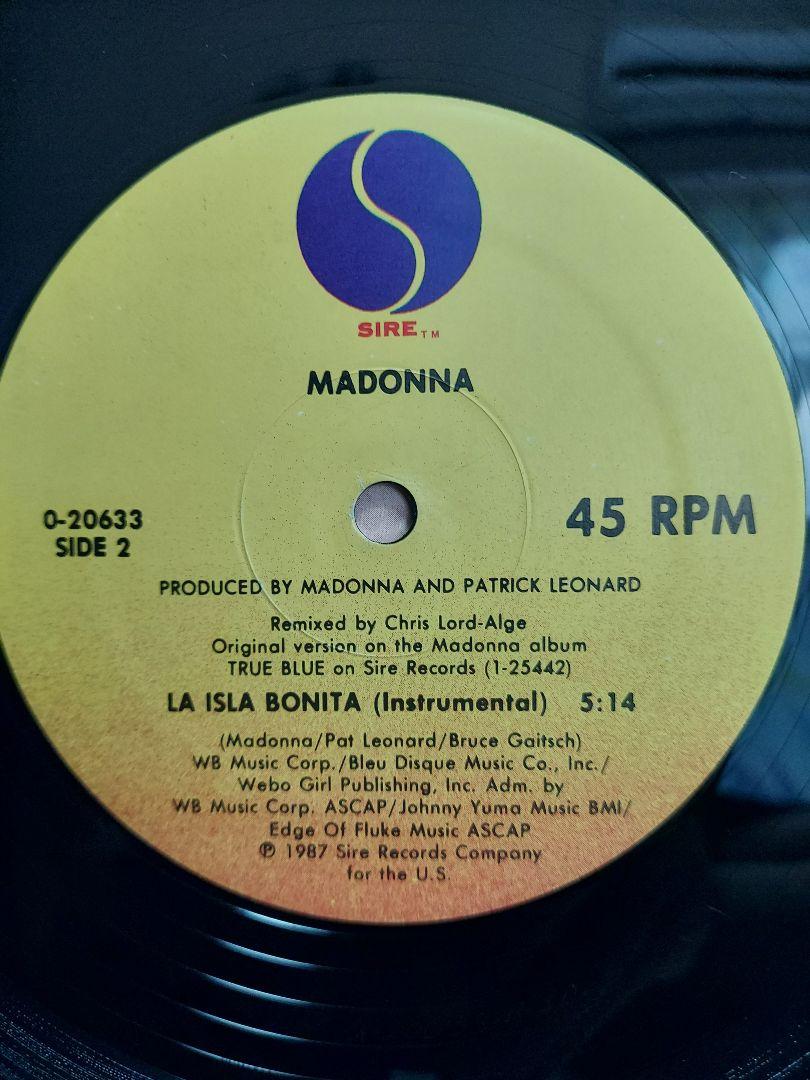 SIRE TM
MADONNA
0-20633
SIDE 2
45 RPM
PRODUCED BY MADONNA AND PATRICK LEONARD
Remixed by Chris Lord-Alge
Original version on the Madonna album
TRUE BLUE on Sire Records (1-25442)
LA ISLA BONITA (Instrumental) 5:14
(Madonna/Pat Leonard/Bruce Gaitsch)
WB Music Corp./Bleu Disque Music Co., Inc./
Webo Girl Publishing, Inc. Adm. by
WB Music Corp. ASCAP/Johnny Yuma Music BMI/
Edge Of Fluke Music ASCAP
℗ 1987 Sire Records Company
for the U.S.